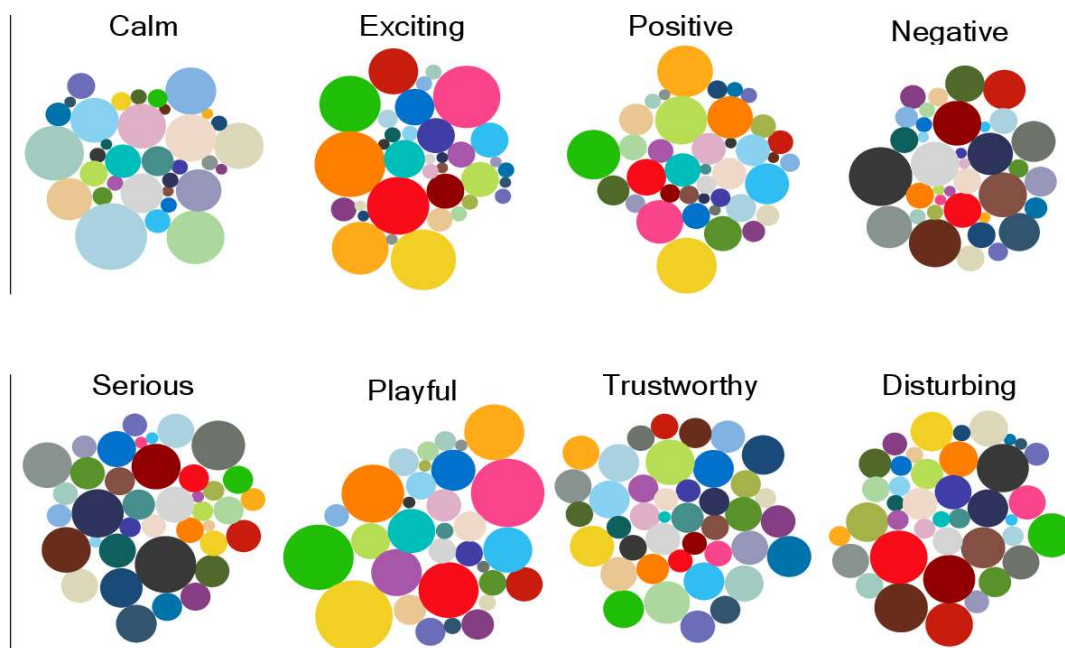 Calm
Exciting
Positive
Negative
Serious
Playful
Trustworthy
Disturbing